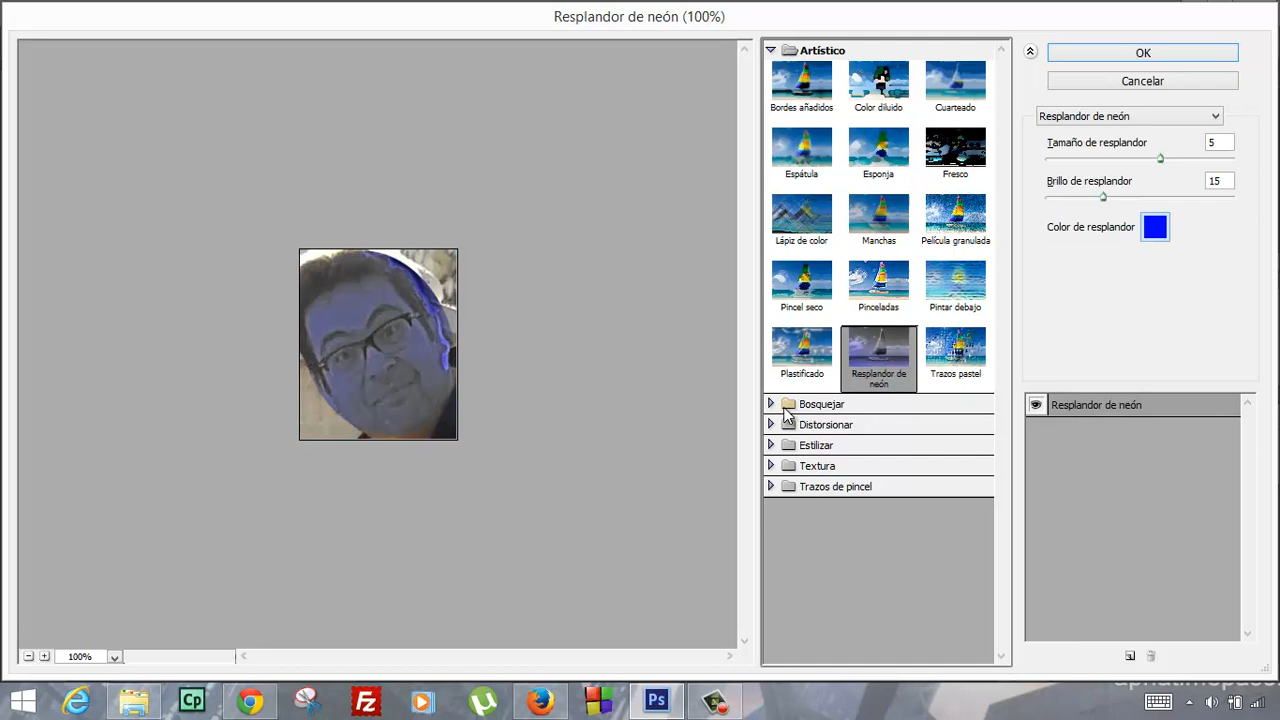 Resplandor de neón (100%)
Artístico
Bordes añadidos
Color diluido
Cuarteado
Espátula
Esponja
Fresco
Lápiz de color
Manchas
Película granulada
Pincel seco
Pinceladas
Pintar debajo
Plastificado
Resplandor de
neón
Trazos pastel
Bosquejar
Distorsionar
Estilizar
Textura
Trazos de pincel
OK
Cancelar
Resplandor de neón
Tamaño de resplandor
5
Brillo de resplandor
15
Color de resplandor
Resplandor de neón
100%
Cp
Fz
Ps